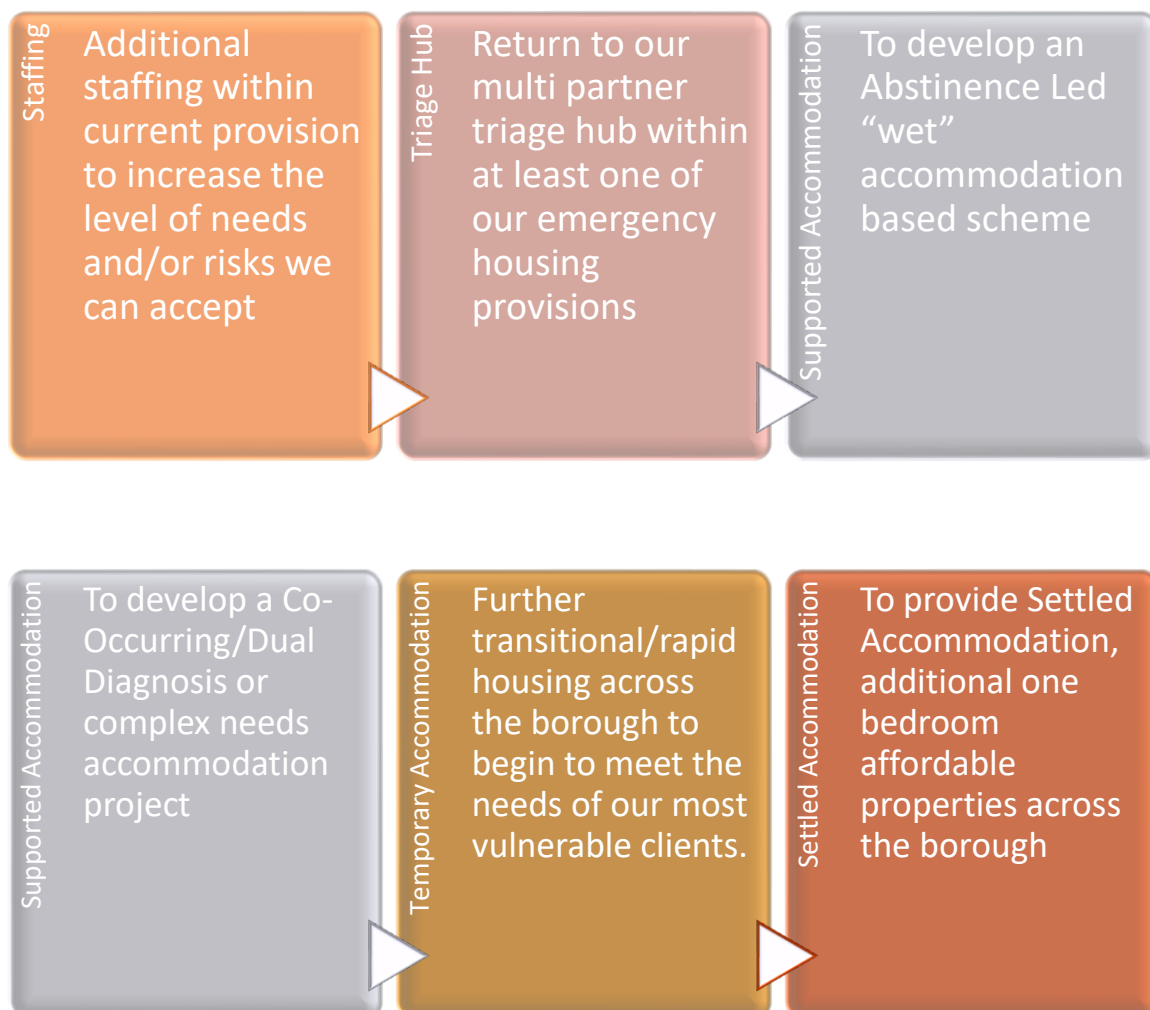 Staffing
Additional
staffing within
current provision
to increase the
level of needs
and/or risks we
can accept
Triage Hub
Return to our
multi partner
triage hub within
at least one of
our emergency
housing
provisions
Supported Accommodation
To develop an
Abstinence Led
“wet”
accommodation
based scheme
Supported Accommodation
To develop a Co-
Occurring/Dual
Diagnosis or
complex needs
accommodation
project
Temporary Accommodation
Further
transitional/rapid
housing across
the borough to
begin to meet the
needs of our most
vulnerable clients.
Settled Accommodation
To provide Settled
Accommodation,
additional one
bedroom
affordable
properties across
the borough